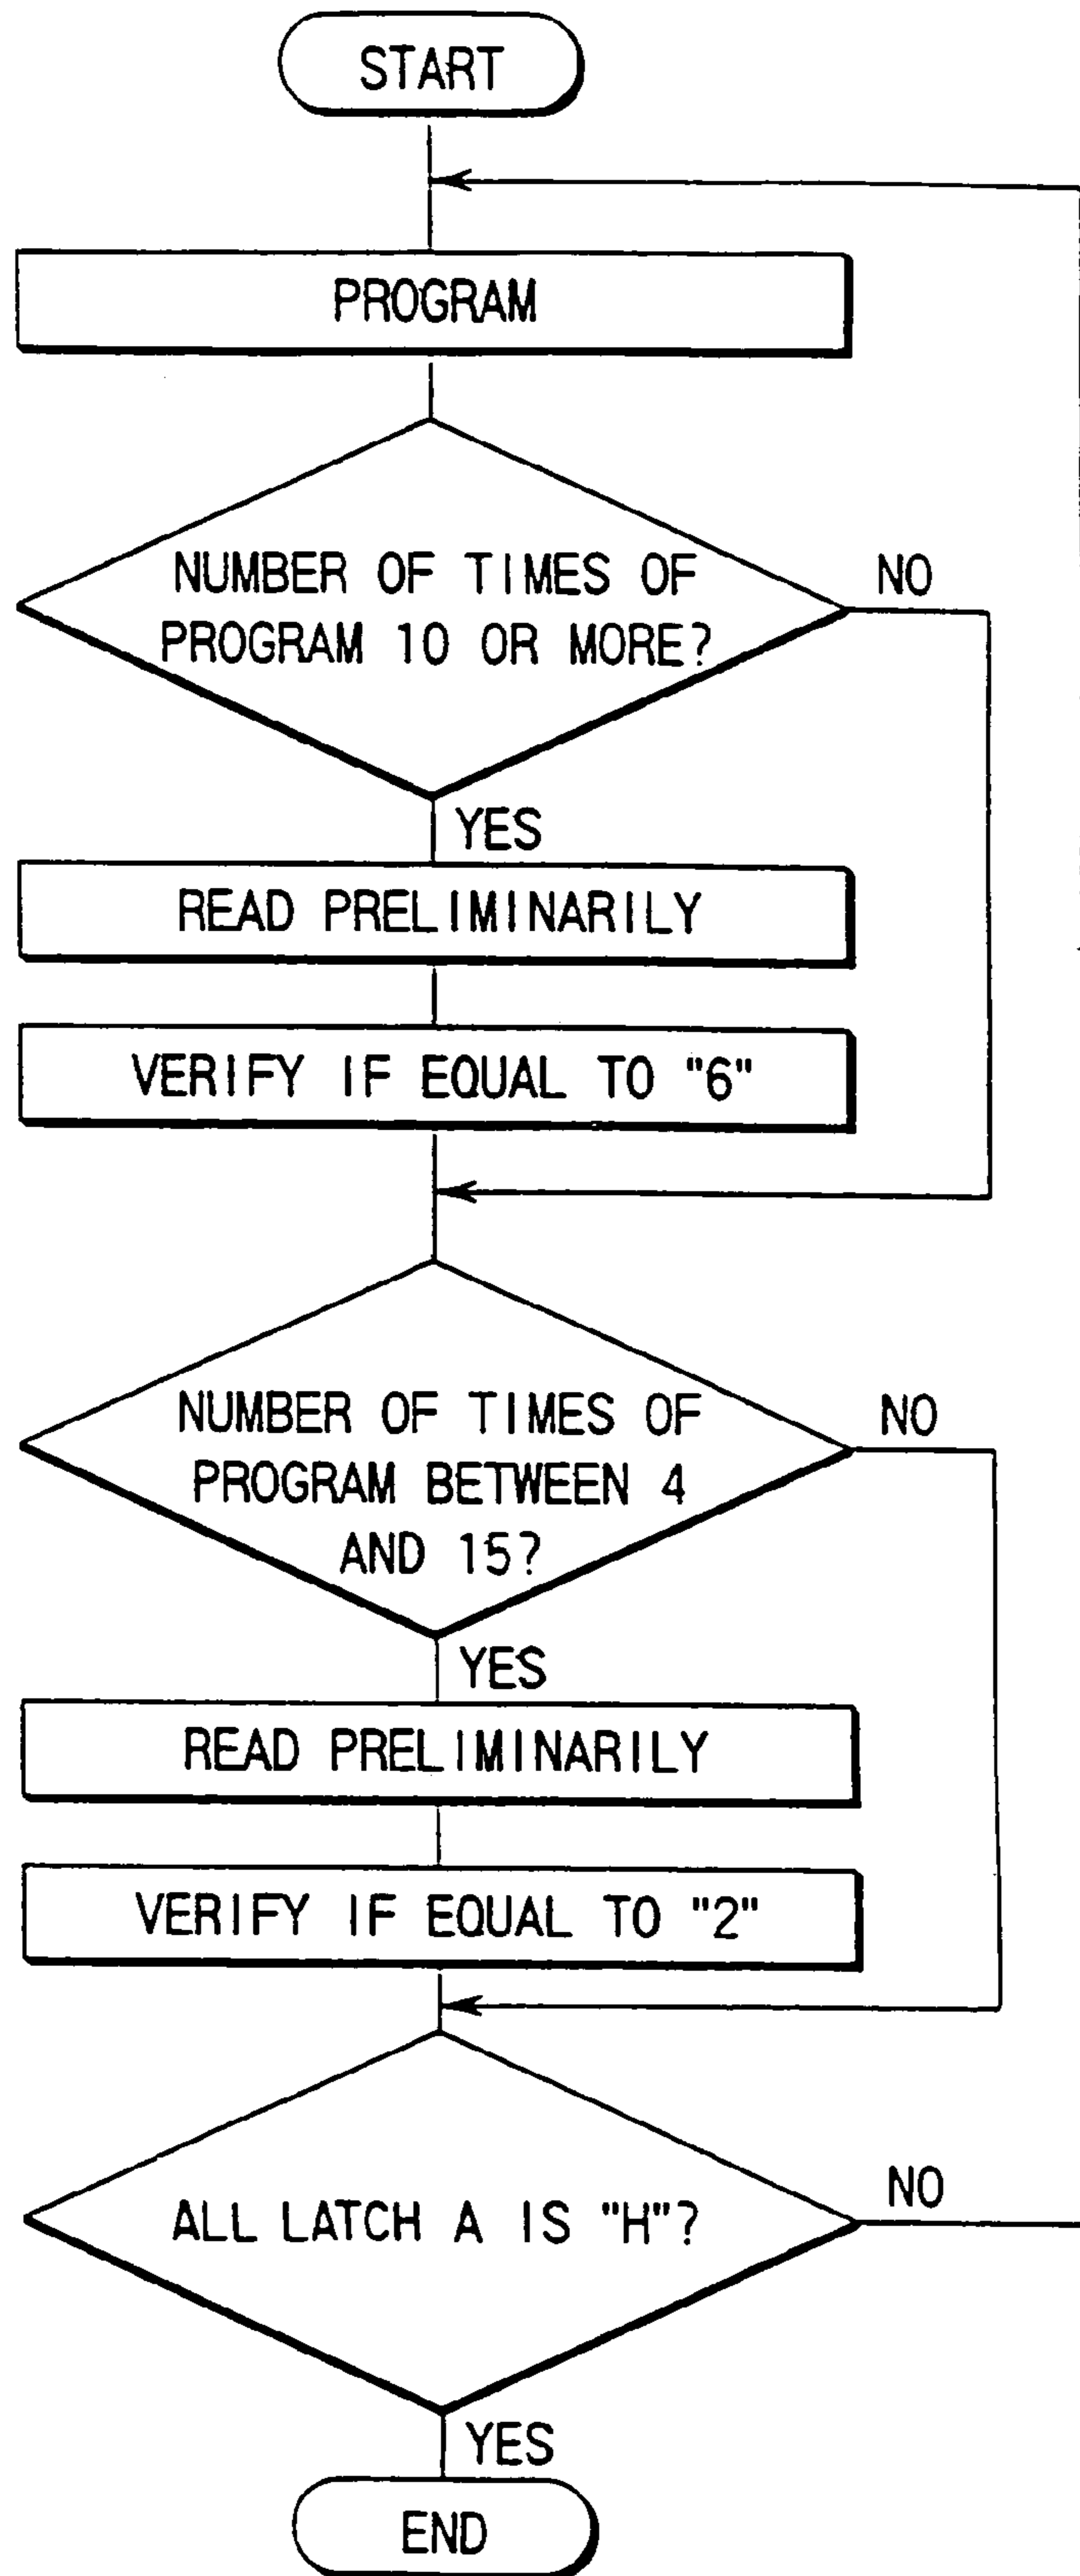 START
PROGRAM
NUMBER OF TIMES OF
PROGRAM 10 OR MORE?
NO
YES
READ PRELIMINARILY
VERIFY IF EQUAL TO "6"
NUMBER OF TIMES OF
PROGRAM BETWEEN 4
AND 15?
NO
YES
READ PRELIMINARILY
VERIFY IF EQUAL TO "2"
ALL LATCH A IS "H"?
NO
YES
END